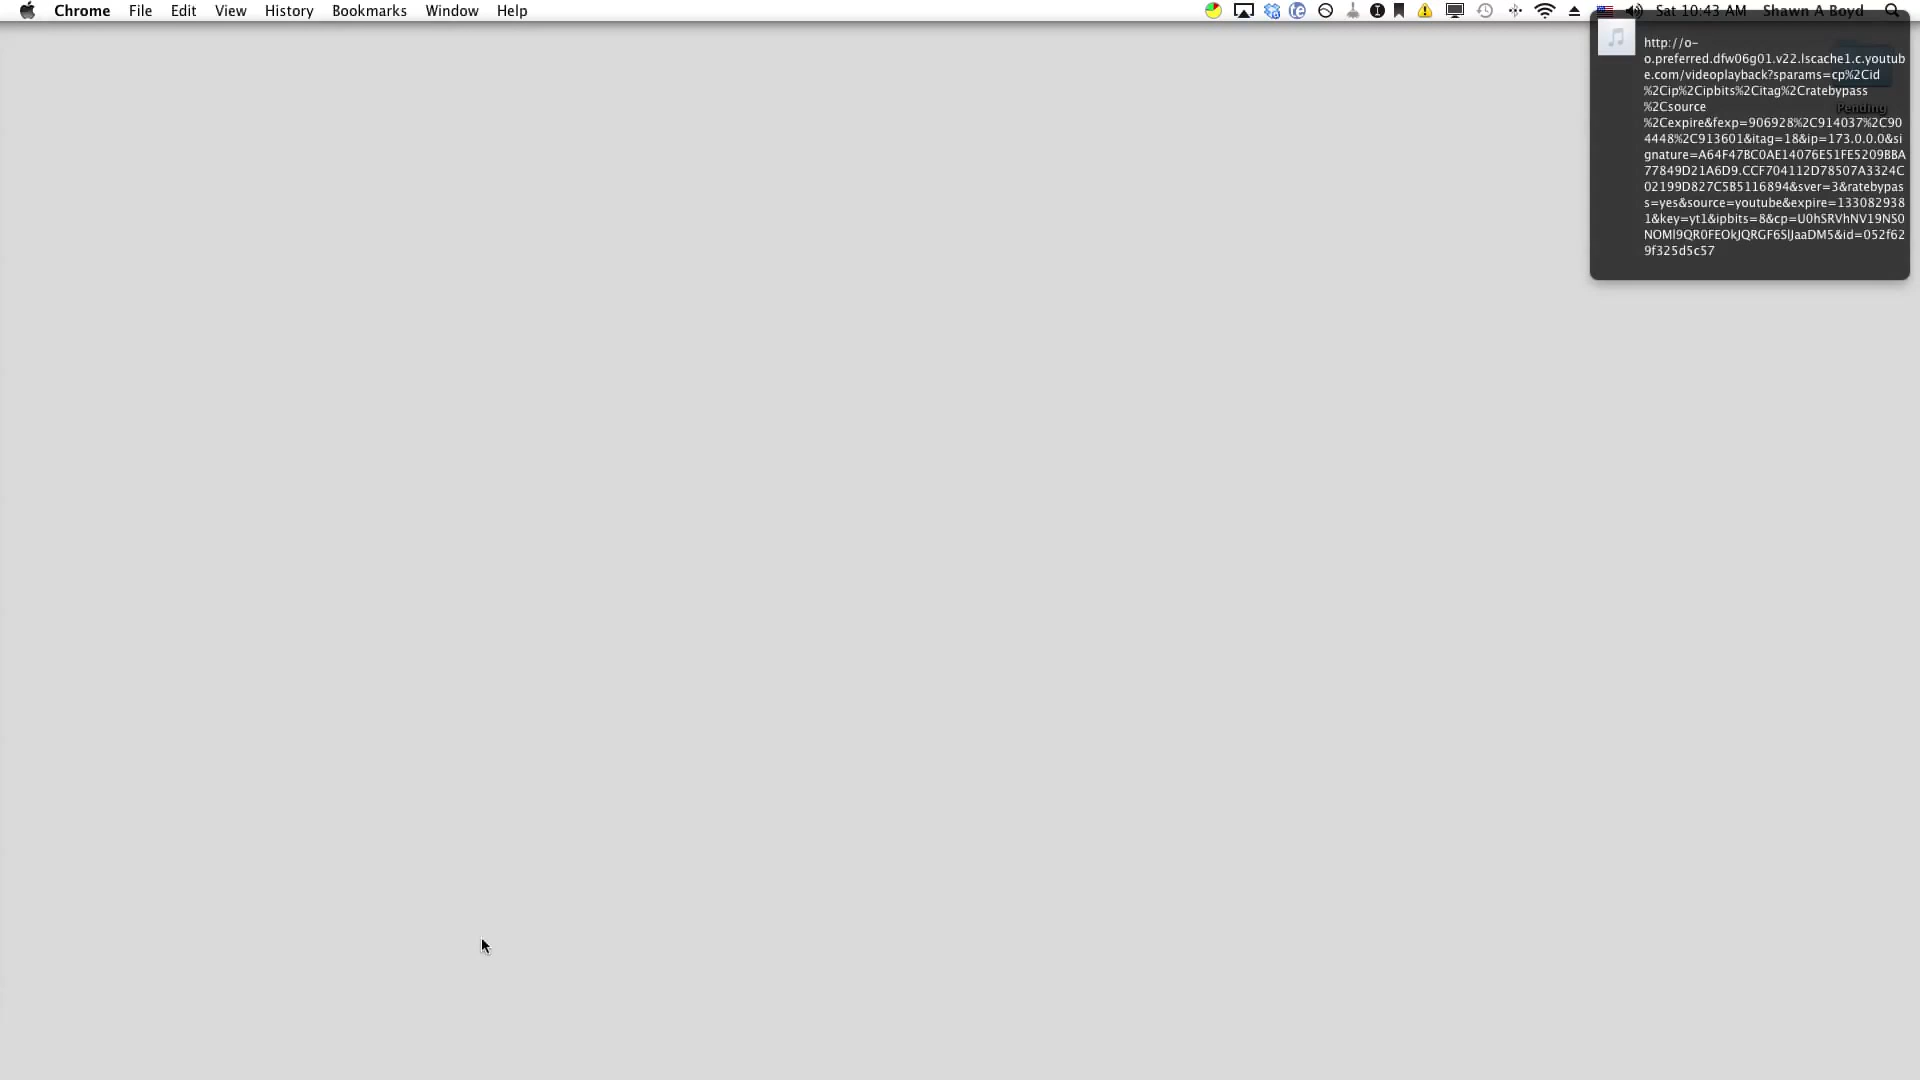 Chrome File Edit View History Bookmarks Window Help Sat 10:43 AM Shawn A Boyd
http://o-
o.preferred.dfw06g01.v22.lscache1.c.youtub
e.com/videoplayback?sparams=cp%2Cid
%2Cip%2Cipbits%2Citag%2Cratebypass
%2Csource
%2Cexpire&fexp=906928%2C914037%2C90
4448%2C913601&itag=18&ip=173.0.0.0&si
gnature=A64F47BC0AE14076E51FE5209BBA
77849D21A6D9.CCF704112D78507A3324C
02199D827C5B5116894&sver=3&ratebypas
s=yes&source=youtube&expire=133082938
1&key=yt1&ipbits=8&cp=U0hSRVhNV19NS0
NOMl9QR0FEOkJQRGF6SlJaaDM5&id=052f62
9f325d5c57
Pending